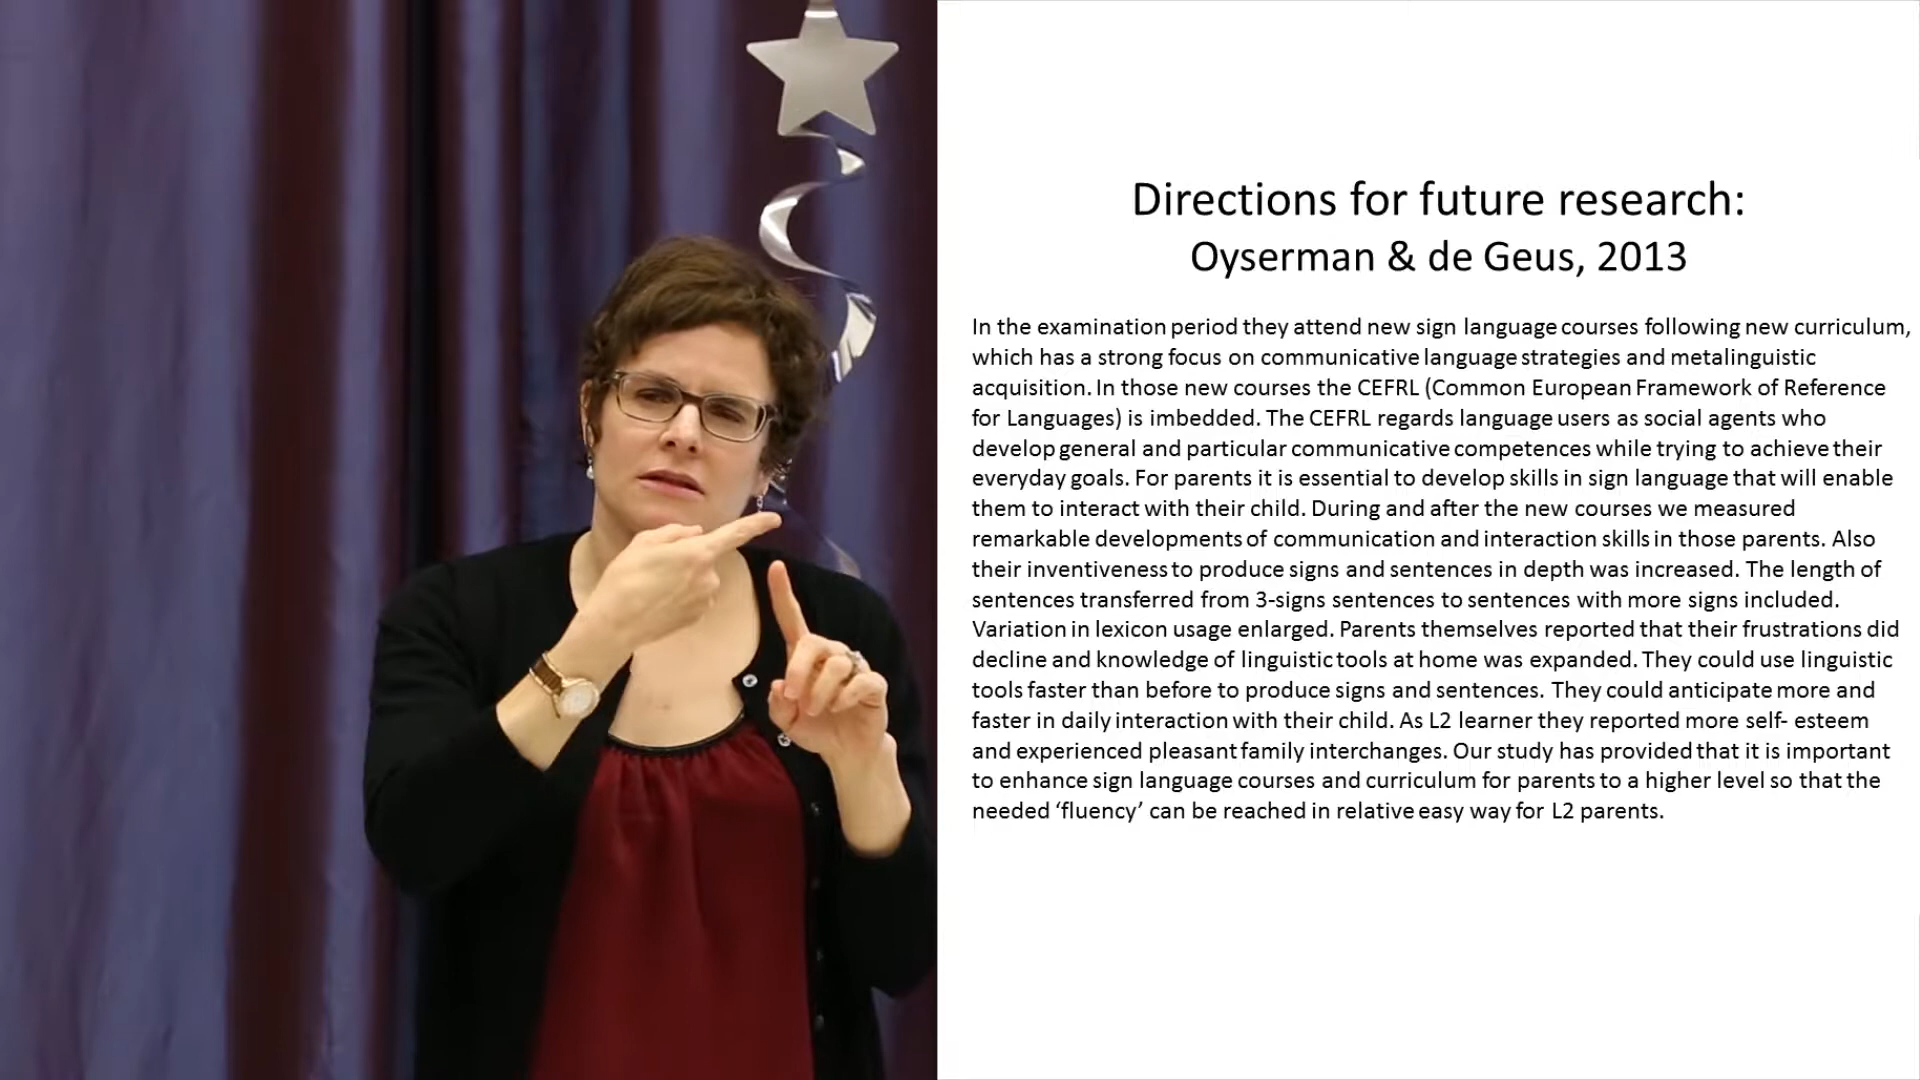 Directions for future research:
Oyserman & de Geus, 2013
In the examination period they attend new sign language courses following new curriculum,
which has a strong focus on communicative language strategies and metalinguistic
acquisition. In those new courses the CEFRL (Common European Framework of Reference
for Languages) is imbedded. The CEFRL regards language users as social agents who
develop general and particular communicative competences while trying to achieve their
everyday goals. For parents it is essential to develop skills in sign language that will enable
them to interact with their child. During and after the new courses we measured
remarkable developments of communication and interaction skills in those parents. Also
their inventiveness to produce signs and sentences in depth was increased. The length of
sentences transferred from 3-signs sentences to sentences with more signs included.
Variation in lexicon usage enlarged. Parents themselves reported that their frustrations did
decline and knowledge of linguistic tools at home was expanded. They could use linguistic
tools faster than before to produce signs and sentences. They could anticipate more and
faster in daily interaction with their child. As L2 learner they reported more self- esteem
and experienced pleasant family interchanges. Our study has provided that it is important
to enhance sign language courses and curriculum for parents to a higher level so that the
needed ‘fluency’ can be reached in relative easy way for L2 parents.